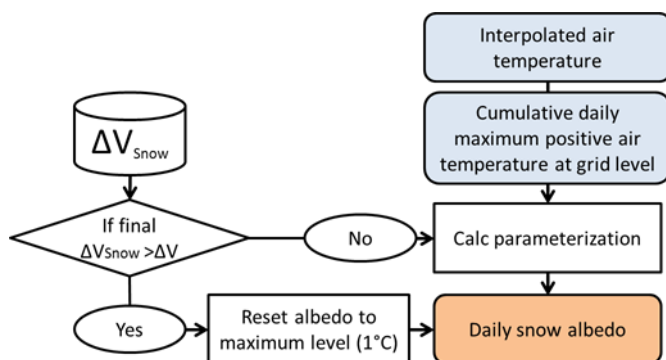 Interpolated air
temperature
Cumulative daily
maximum positive air
temperature at grid level
ΔV Snow
If final
ΔVSnow >ΔV
No
Calc parameterization
Yes
Reset albedo to
maximum level (1°C)
Daily snow albedo